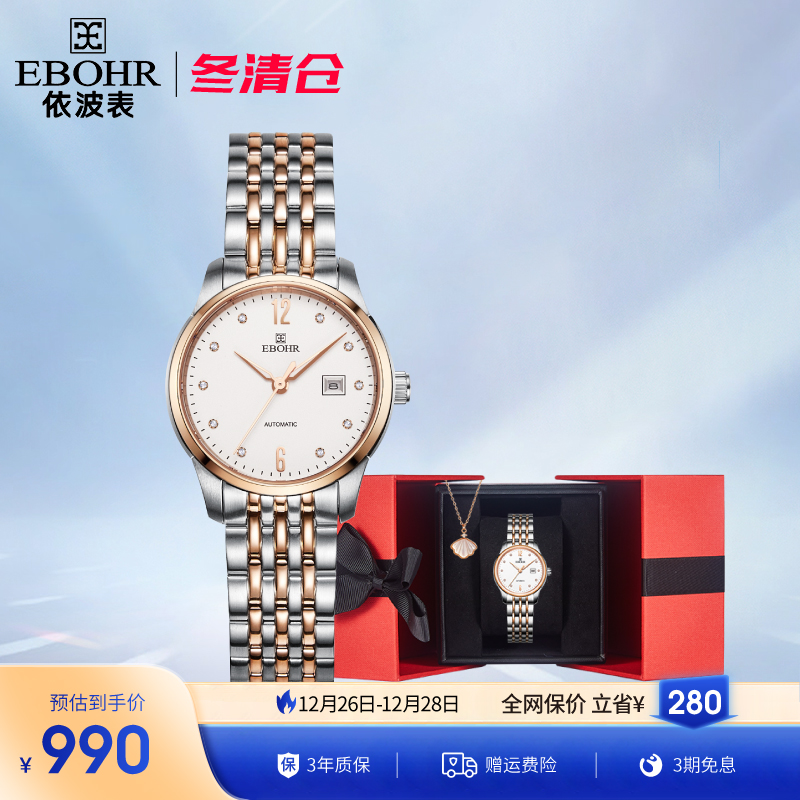 EBOHR
依波表
冬清仓
12
EBOHR
8
AUTOMATIC
6
预估到手价
¥990
12月26日-12月28日
全网保价 立省¥280
保 3年质保
赠运费险
3期免息